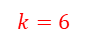 k = 6